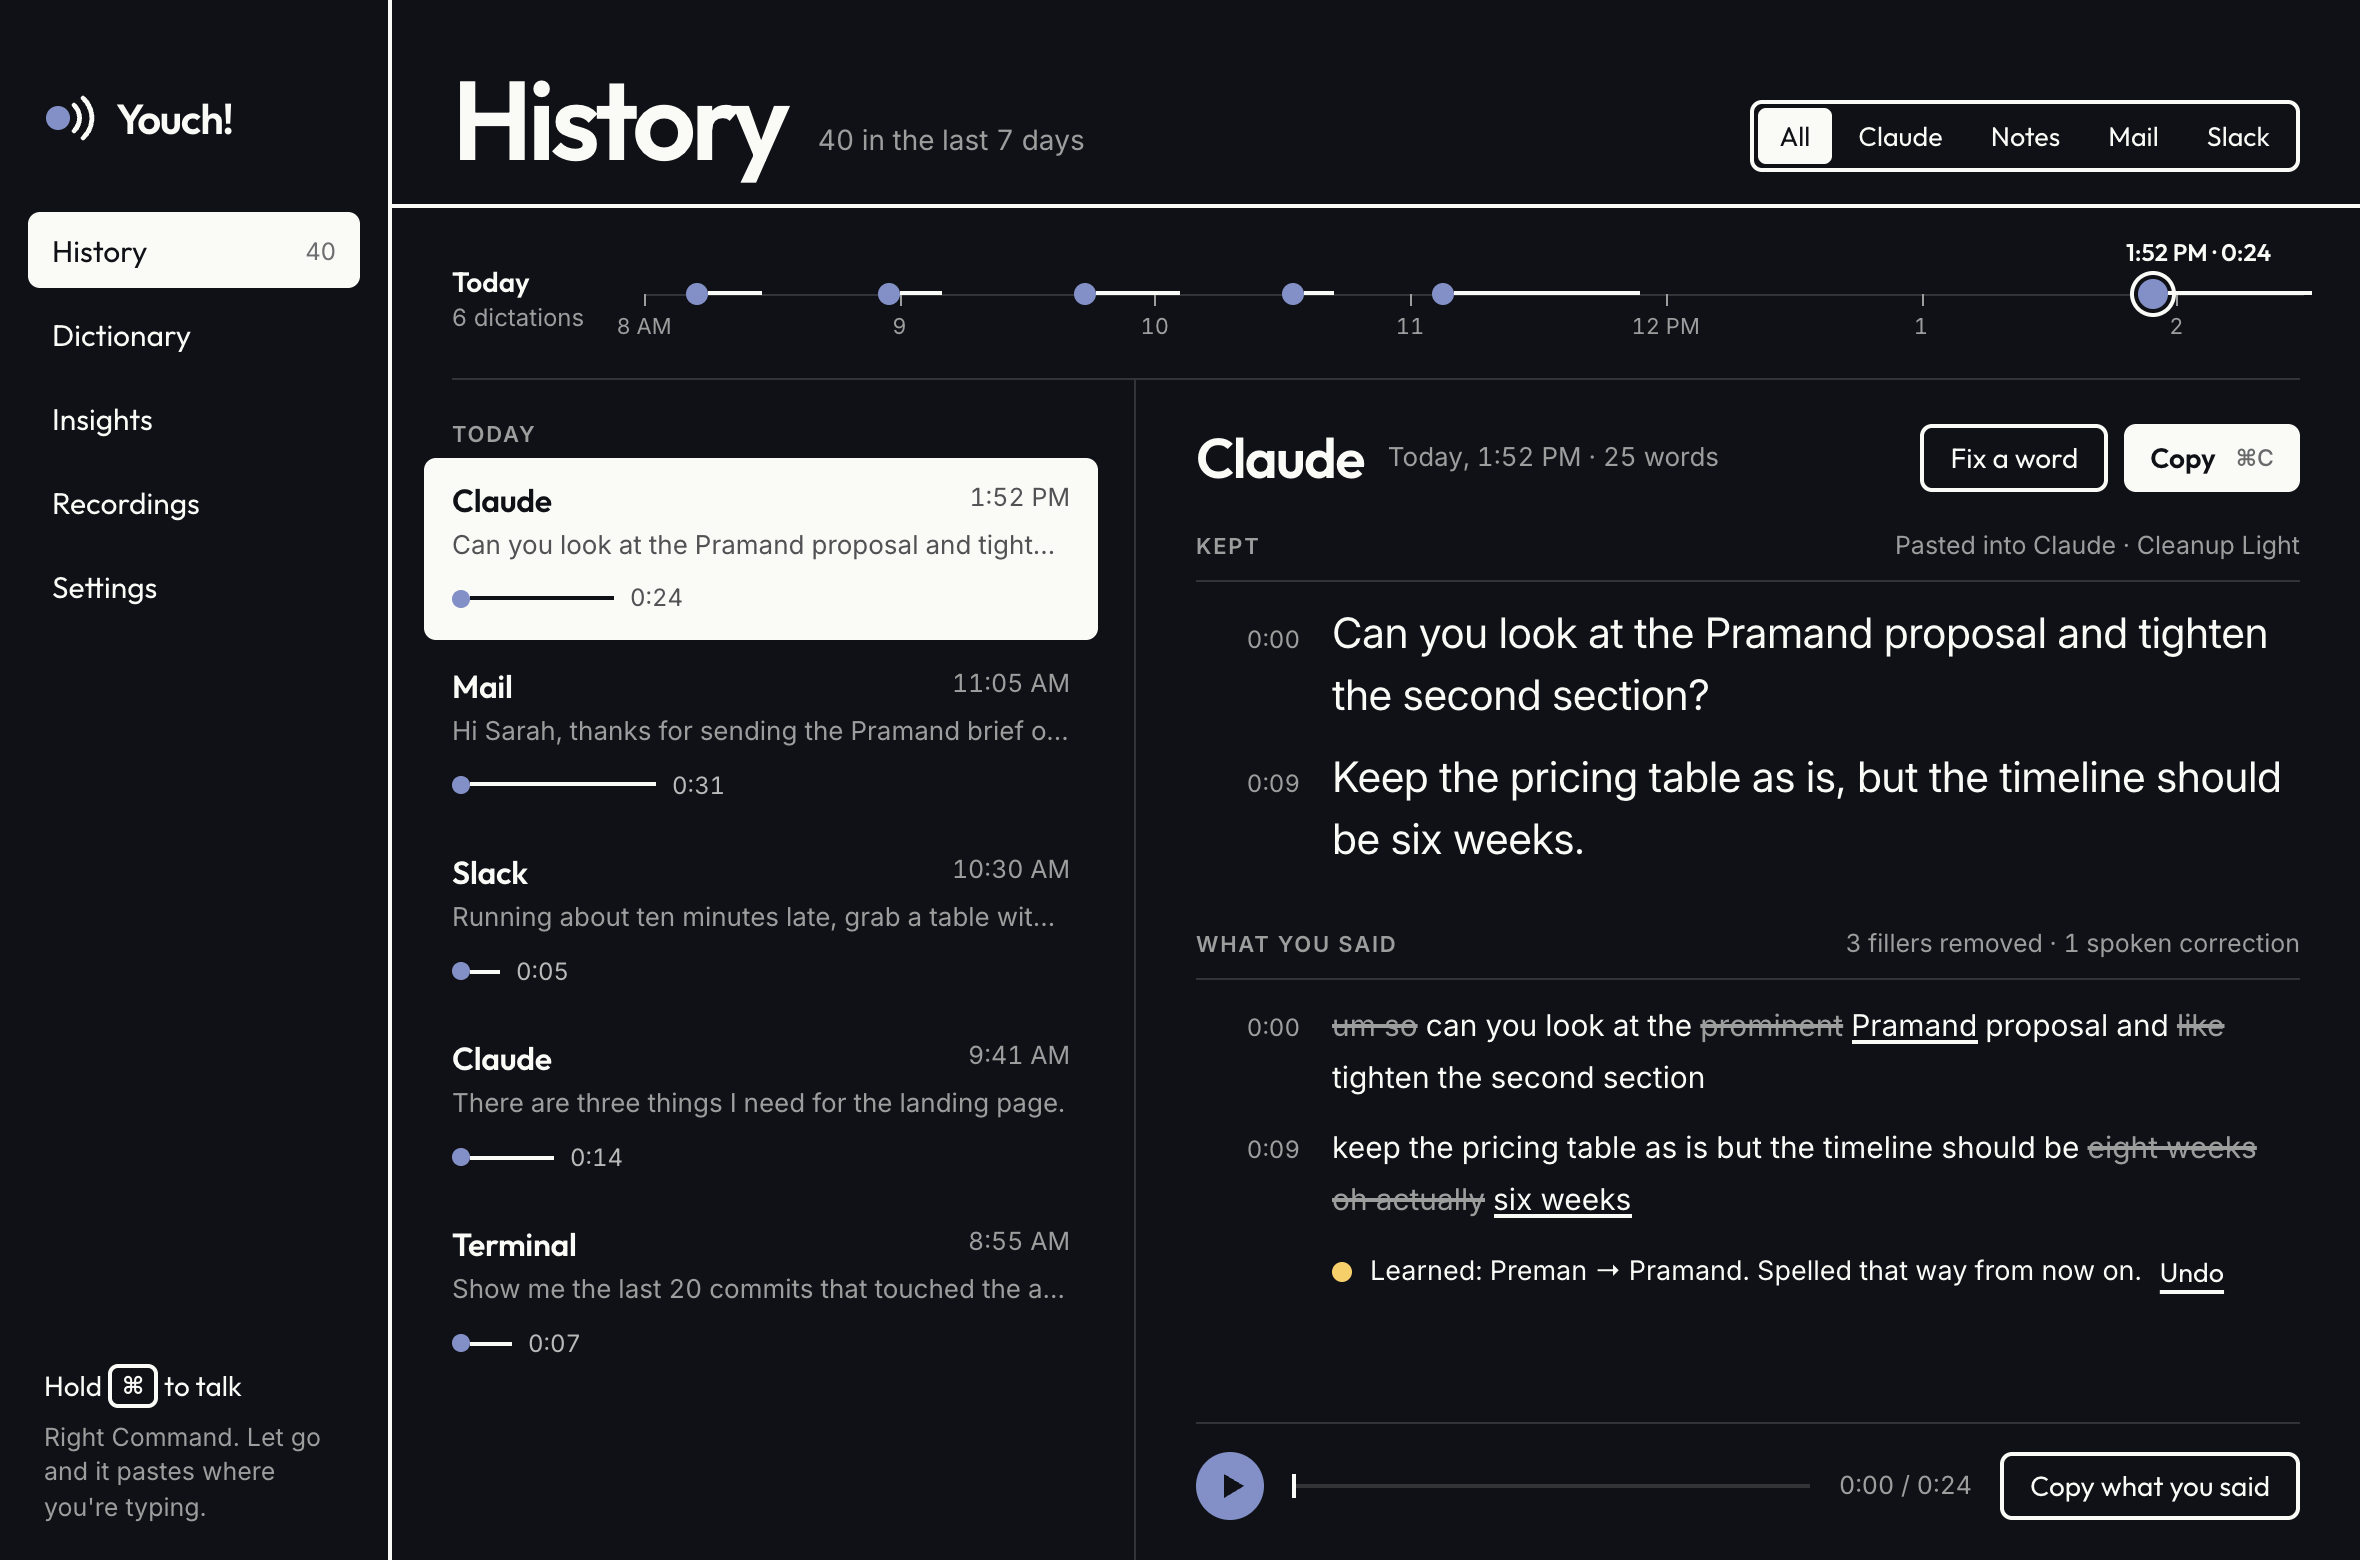 Youch!
History 40
Dictionary
Insights
Recordings
Settings
Hold ⌘ to talk
Right Command. Let go
and it pastes where
you're typing.
History 40 in the last 7 days
All Claude Notes Mail Slack
Today
6 dictations
1:52 PM · 0:24
8 AM 9 10 11 12 PM 1 2
TODAY
Claude 1:52 PM
Can you look at the Pramand proposal and tight...
0:24
Mail 11:05 AM
Hi Sarah, thanks for sending the Pramand brief o...
0:31
Slack 10:30 AM
Running about ten minutes late, grab a table wit...
0:05
Claude 9:41 AM
There are three things I need for the landing page.
0:14
Terminal 8:55 AM
Show me the last 20 commits that touched the a...
0:07
Claude Today, 1:52 PM · 25 words
Fix a word
Copy ⌘C
KEPT Pasted into Claude · Cleanup Light
0:00 Can you look at the Pramand proposal and tighten
the second section?
0:09 Keep the pricing table as is, but the timeline should
be six weeks.
WHAT YOU SAID 3 fillers removed · 1 spoken correction
0:00 um so can you look at the prominent Pramand proposal and like
tighten the second section
0:09 keep the pricing table as is but the timeline should be eight weeks
oh actually six weeks
Learned: Preman → Pramand. Spelled that way from now on. Undo
0:00 / 0:24
Copy what you said